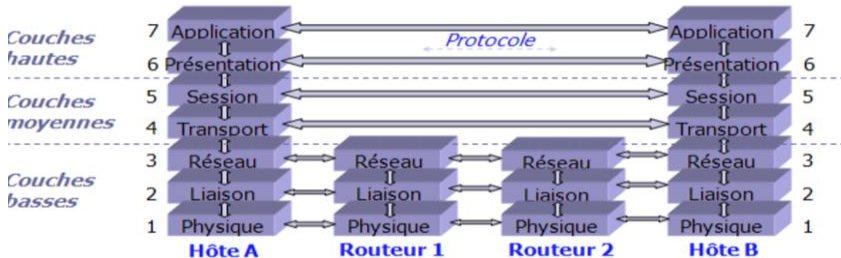 Couches hautes
7 Application Application 7
Protocole
6 Présentation Présentation 6
Couches moyennes
5 Session Session 5
4 Transport Transport 4
Couches basses
3 Réseau Réseau Réseau Réseau 3
2 Liaison Liaison Liaison Liaison 2
1 Physique Physique Physique Physique 1
Hôte A Routeur 1 Routeur 2 Hôte B